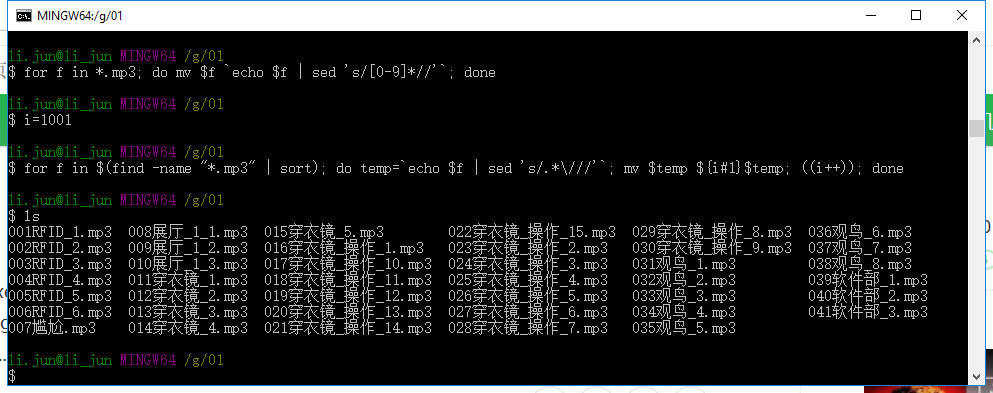 MINGW64:/g/01
li.jun@li_jun MINGW64 /g/01
$ for f in *.mp3; do mv $f `echo $f | sed 's/[0-9]*//'`; done
li.jun@li_jun MINGW64 /g/01
$ i=1001
li.jun@li_jun MINGW64 /g/01
$ for f in $(find -name "*.mp3" | sort); do temp=`echo $f | sed 's/.*\///'`; mv $temp ${i#1}$temp; ((i++)); done
li.jun@li_jun MINGW64 /g/01
$ ls
001RFID_1.mp3 008展厅_1_1.mp3 015穿衣镜_5.mp3 022穿衣镜_操作_15.mp3 029穿衣镜_操作_8.mp3 036观鸟_6.mp3
002RFID_2.mp3 009展厅_1_2.mp3 016穿衣镜_操作_1.mp3 023穿衣镜_操作_2.mp3 030穿衣镜_操作_9.mp3 037观鸟_7.mp3
003RFID_3.mp3 010展厅_1_3.mp3 017穿衣镜_操作_10.mp3 024穿衣镜_操作_3.mp3 031观鸟_1.mp3 038观鸟_8.mp3
004RFID_4.mp3 011穿衣镜_1.mp3 018穿衣镜_操作_11.mp3 025穿衣镜_操作_4.mp3 032观鸟_2.mp3 039软件部_1.mp3
005RFID_5.mp3 012穿衣镜_2.mp3 019穿衣镜_操作_12.mp3 026穿衣镜_操作_5.mp3 033观鸟_3.mp3 040软件部_2.mp3
006RFID_6.mp3 013穿衣镜_3.mp3 020穿衣镜_操作_13.mp3 027穿衣镜_操作_6.mp3 034观鸟_4.mp3 041软件部_3.mp3
007尴尬.mp3 014穿衣镜_4.mp3 021穿衣镜_操作_14.mp3 028穿衣镜_操作_7.mp3 035观鸟_5.mp3
li.jun@li_jun MINGW64 /g/01
$